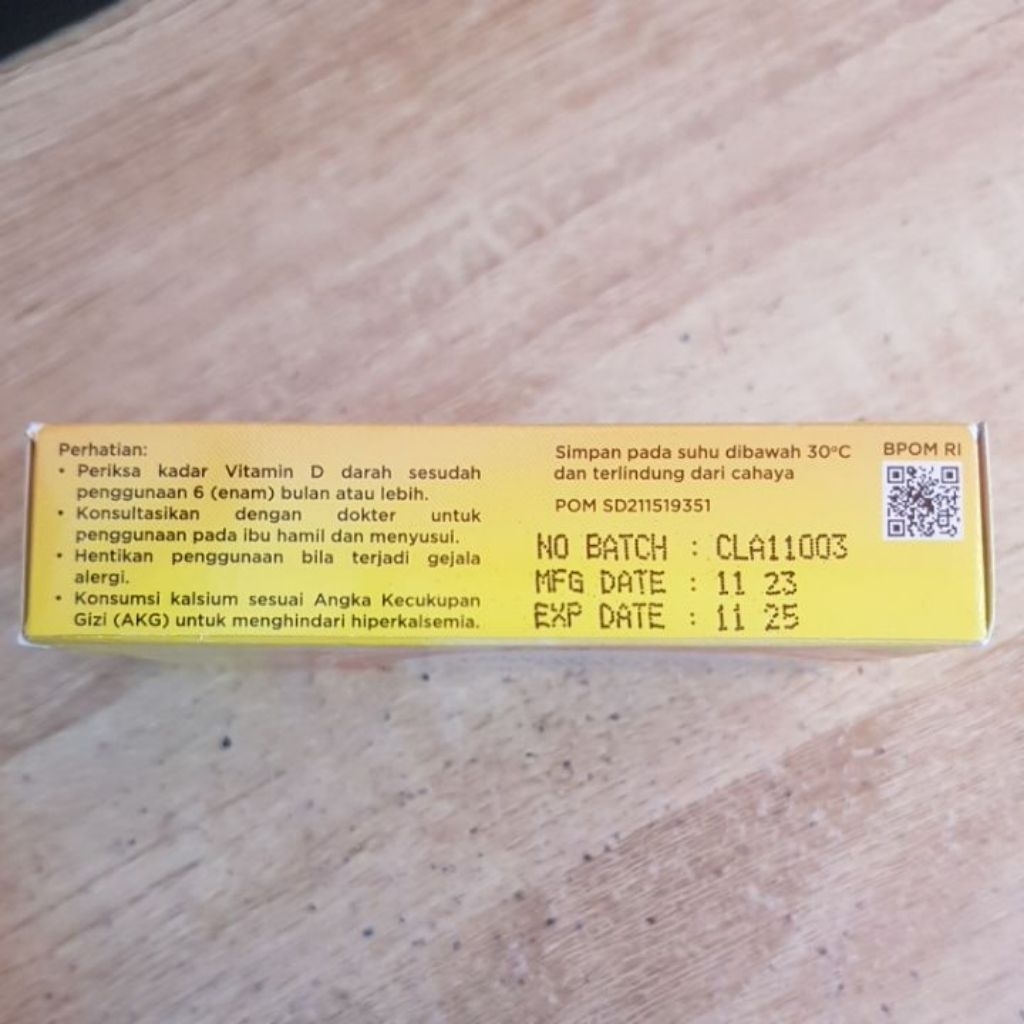 Perhatian:
• Periksa kadar Vitamin D darah sesudah
penggunaan 6 (enam) bulan atau lebih.
• Konsultasikan dengan dokter untuk
penggunaan pada ibu hamil dan menyusui.
• Hentikan penggunaan bila terjadi gejala
alergi.
• Konsumsi kalsium sesuai Angka Kecukupan
Gizi (AKG) untuk menghindari hiperkalsemia.
Simpan pada suhu dibawah 30°C
dan terlindung dari cahaya
POM SD211519351
NO BATCH : CLA11003
MFG DATE : 11 23
EXP DATE : 11 25
BPOM RI